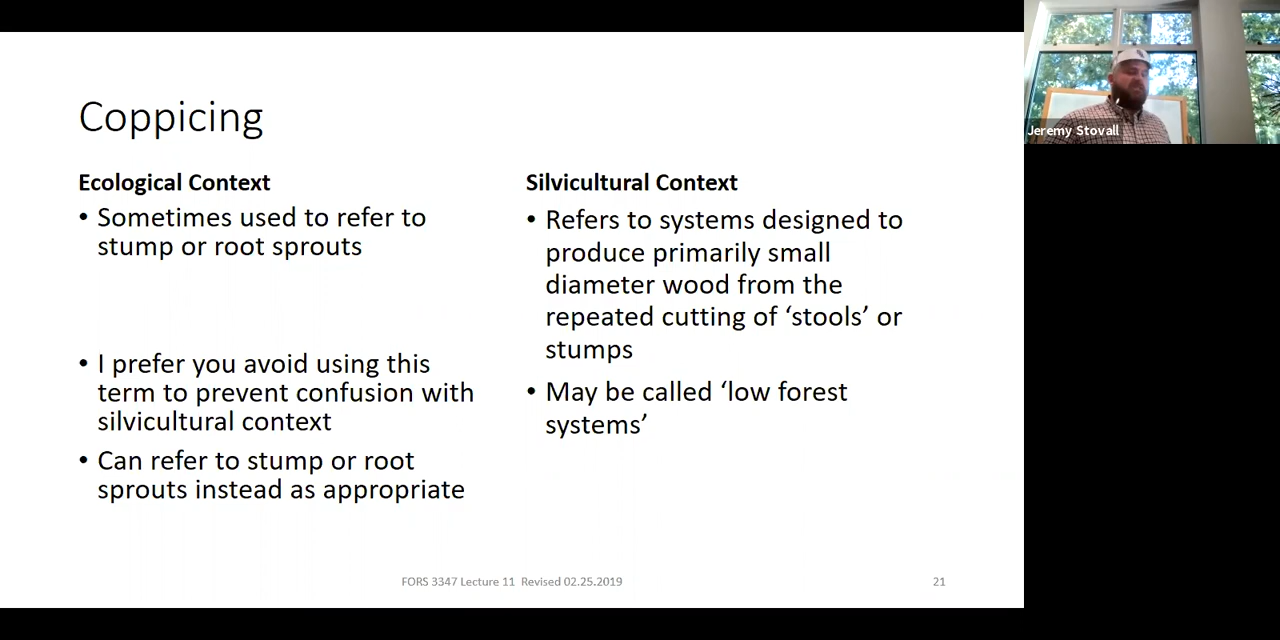 Coppicing
Ecological Context
• Sometimes used to refer to
stump or root sprouts
• I prefer you avoid using this
term to prevent confusion with
silvicultural context
• Can refer to stump or root
sprouts instead as appropriate
Silvicultural Context
• Refers to systems designed to
produce primarily small
diameter wood from the
repeated cutting of ‘stools’ or
stumps
• May be called ‘low forest
systems’
FORS 3347 Lecture 11 Revised 02.25.2019
21
Jeremy Stovall